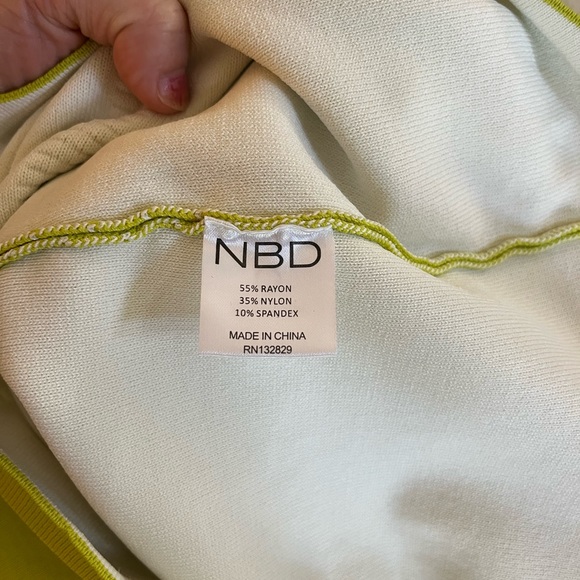 NBD
55% RAYON
35% NYLON
10% SPANDEX
MADE IN CHINA
RN132829